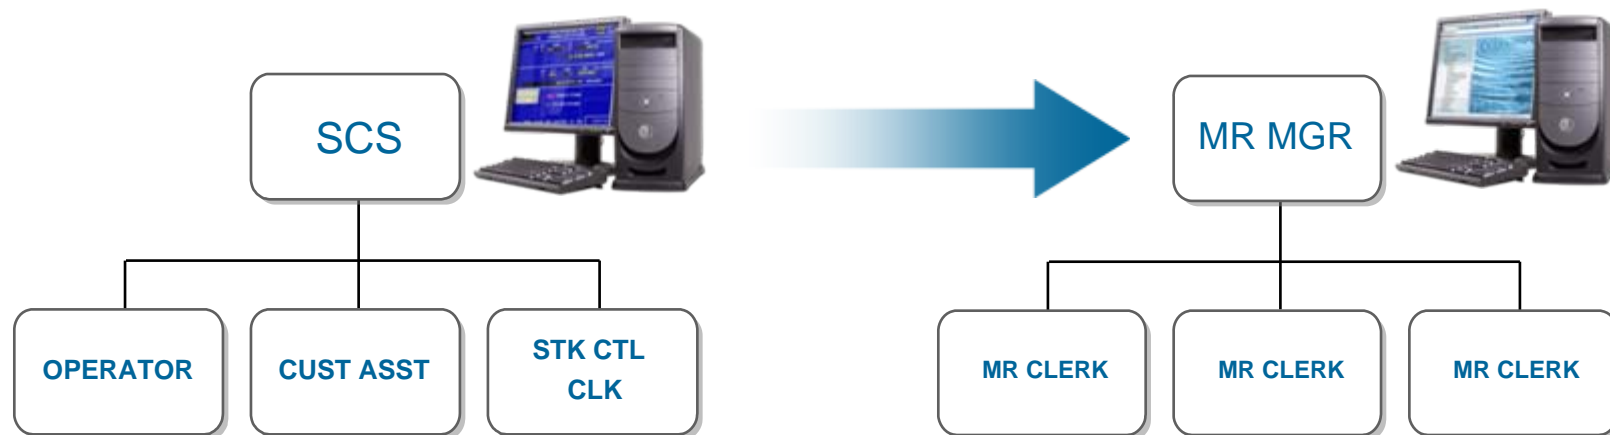 SCS
MR MGR
OPERATOR
CUST ASST
STK CTL
CLK
MR CLERK
MR CLERK
MR CLERK